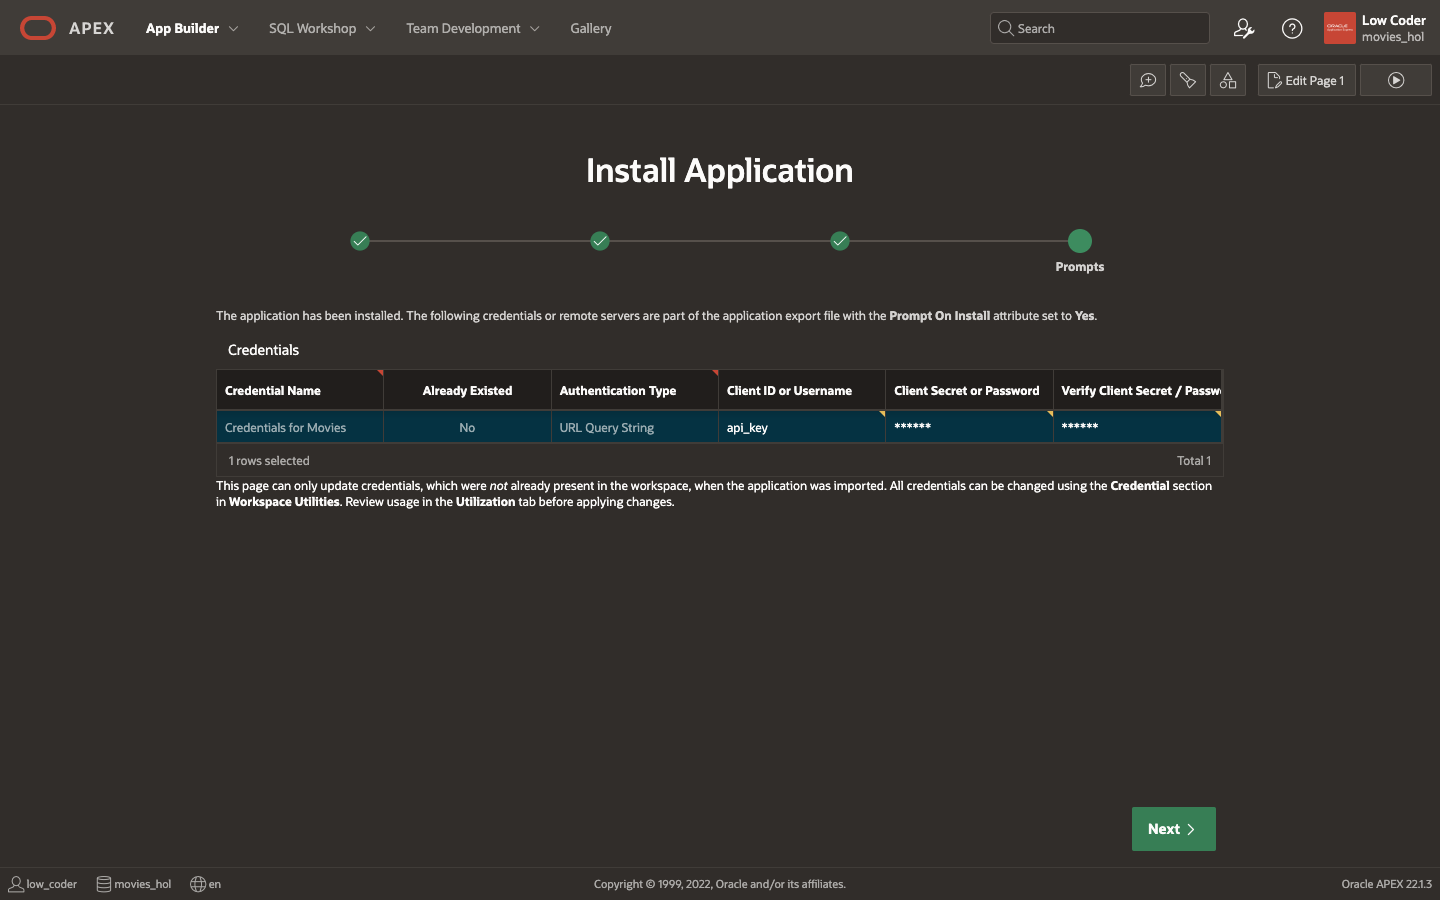 APEX
App Builder
SQL Workshop
Team Development
Gallery
Search
Low Coder
movies_hol
Edit Page 1
Install Application
Prompts
The application has been installed. The following credentials or remote servers are part of the application export file with the Prompt On Install attribute set to Yes.
Credentials
Credential Name Already Existed Authentication Type Client ID or Username Client Secret or Password Verify Client Secret / Passw
Credentials for Movies No URL Query String api_key ****** ******
1 rows selected Total 1
This page can only update credentials, which were not already present in the workspace, when the application was imported. All credentials can be changed using the Credential section
in Workspace Utilities. Review usage in the Utilization tab before applying changes.
Next
low_coder movies_hol en Copyright © 1999, 2022, Oracle and/or its affiliates. Oracle APEX 22.1.3